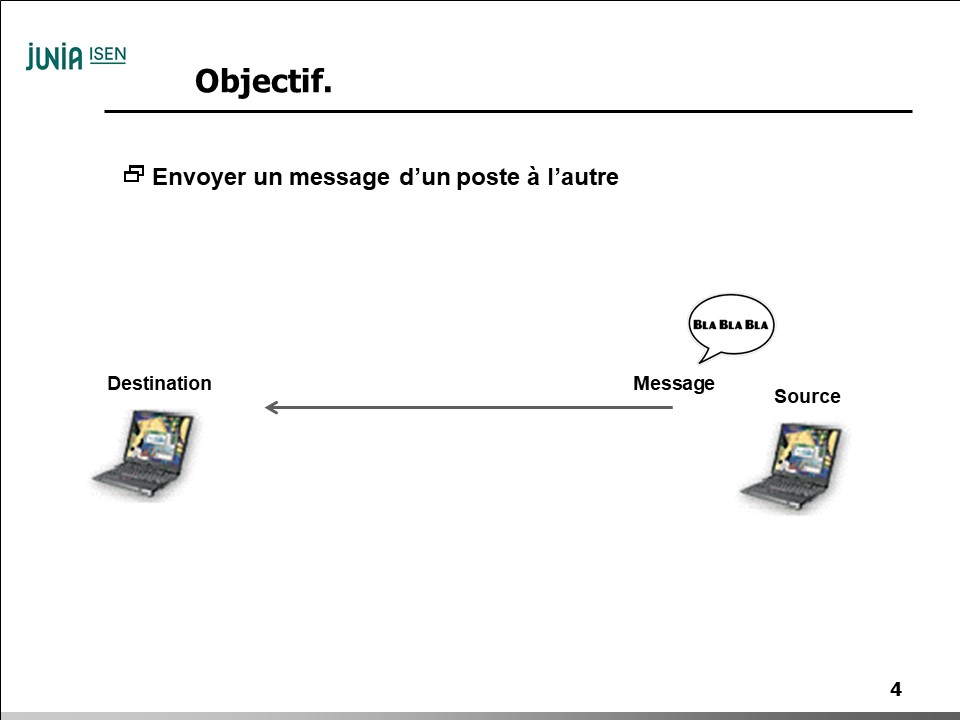 JUNIA ISEN
Objectif.
Envoyer un message d’un poste à l’autre
BLA BLA BLA
Destination
Message
Source
4